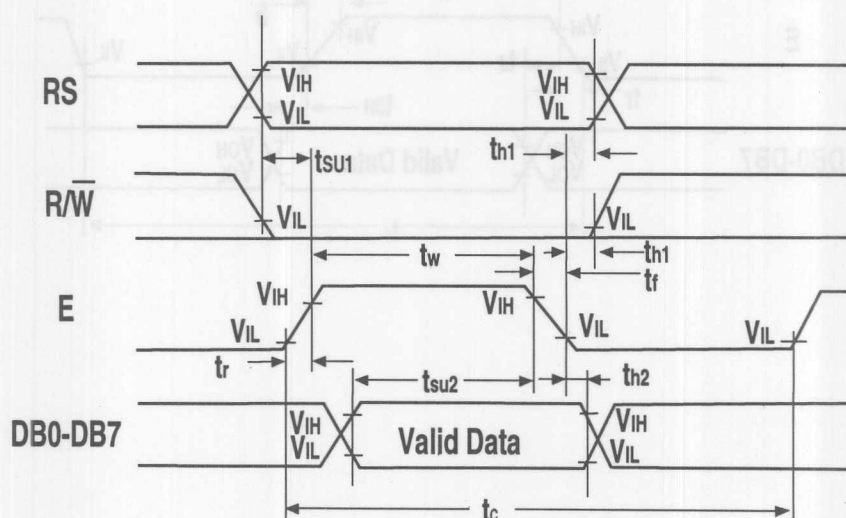 RS
VIH
VIL
VIH
VIL
tSU1
th1
R/W̅
VIL
VIL
tw
th1
tf
E
VIH
VIL
VIH
VIL
VIL
tr
tsu2
th2
DB0-DB7
VIH
VIL
Valid Data
VIH
VIL
tc